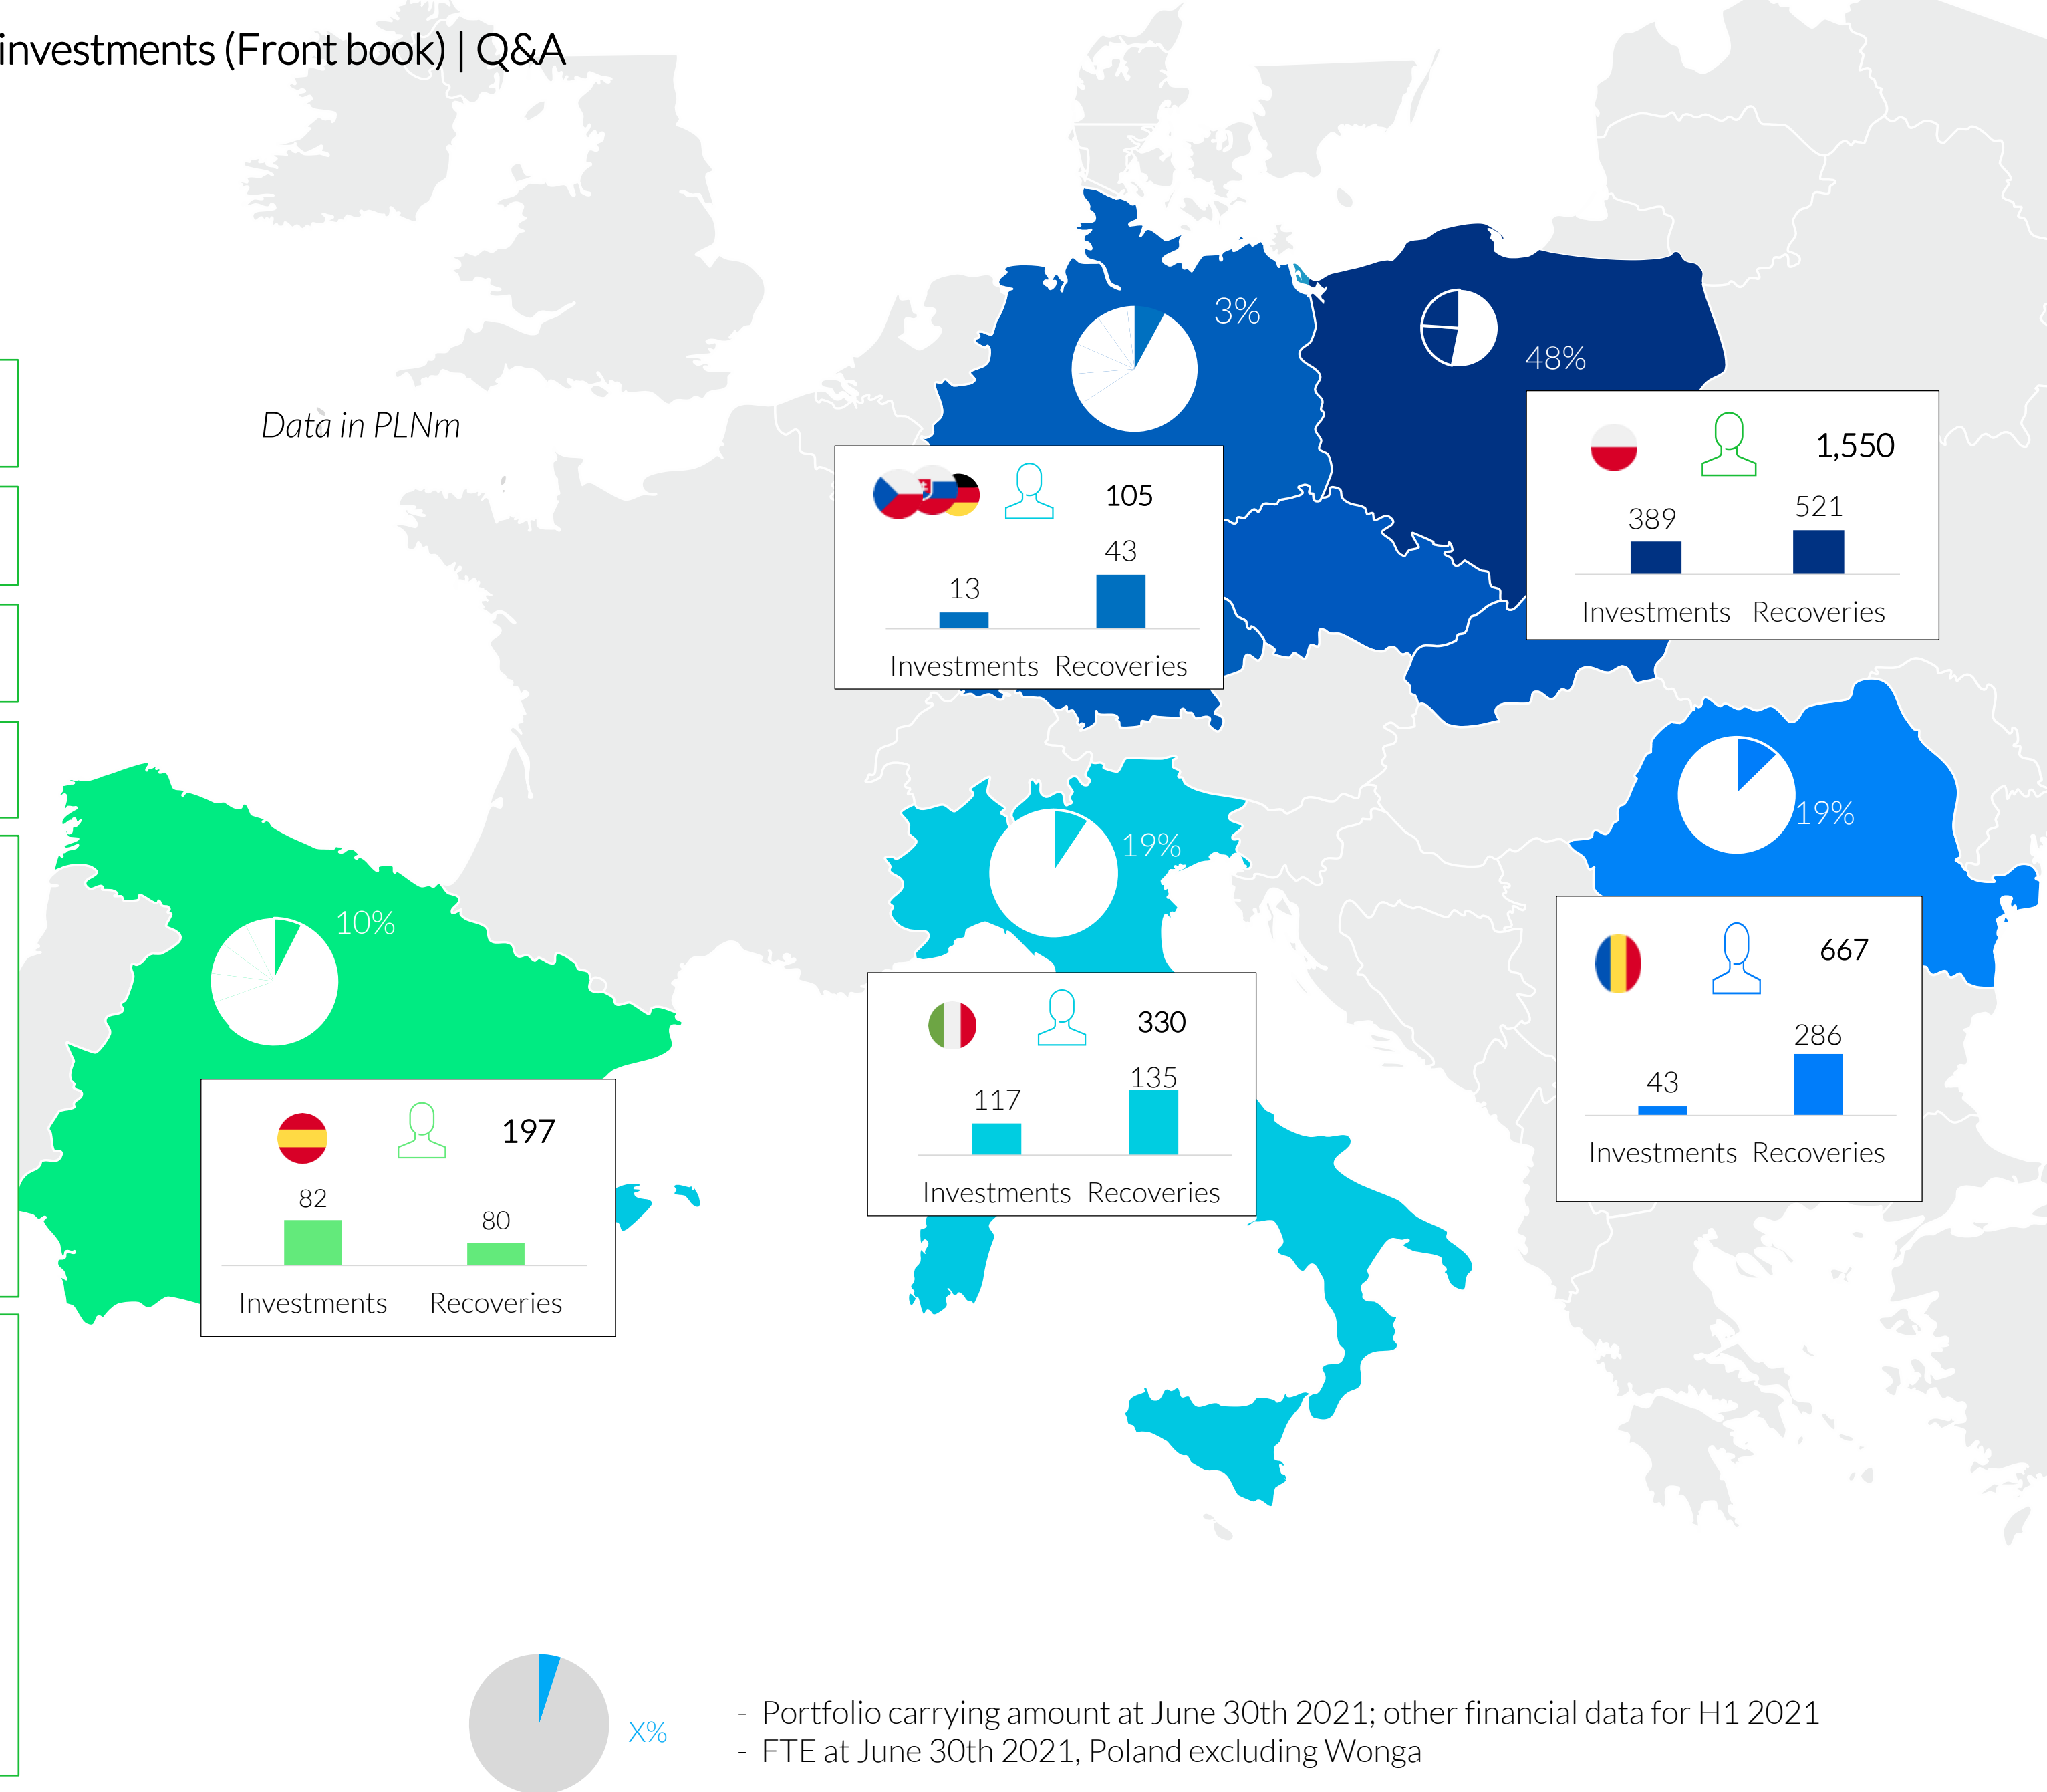 investments (Front book) | Q&A
Data in PLNm
3%
48%
105
43
13
Investments Recoveries
1,550
389
521
Investments Recoveries
10%
19%
19%
197
82
80
Investments Recoveries
330
117
135
Investments Recoveries
667
43
286
Investments Recoveries
X%
- Portfolio carrying amount at June 30th 2021; other financial data for H1 2021
- FTE at June 30th 2021, Poland excluding Wonga